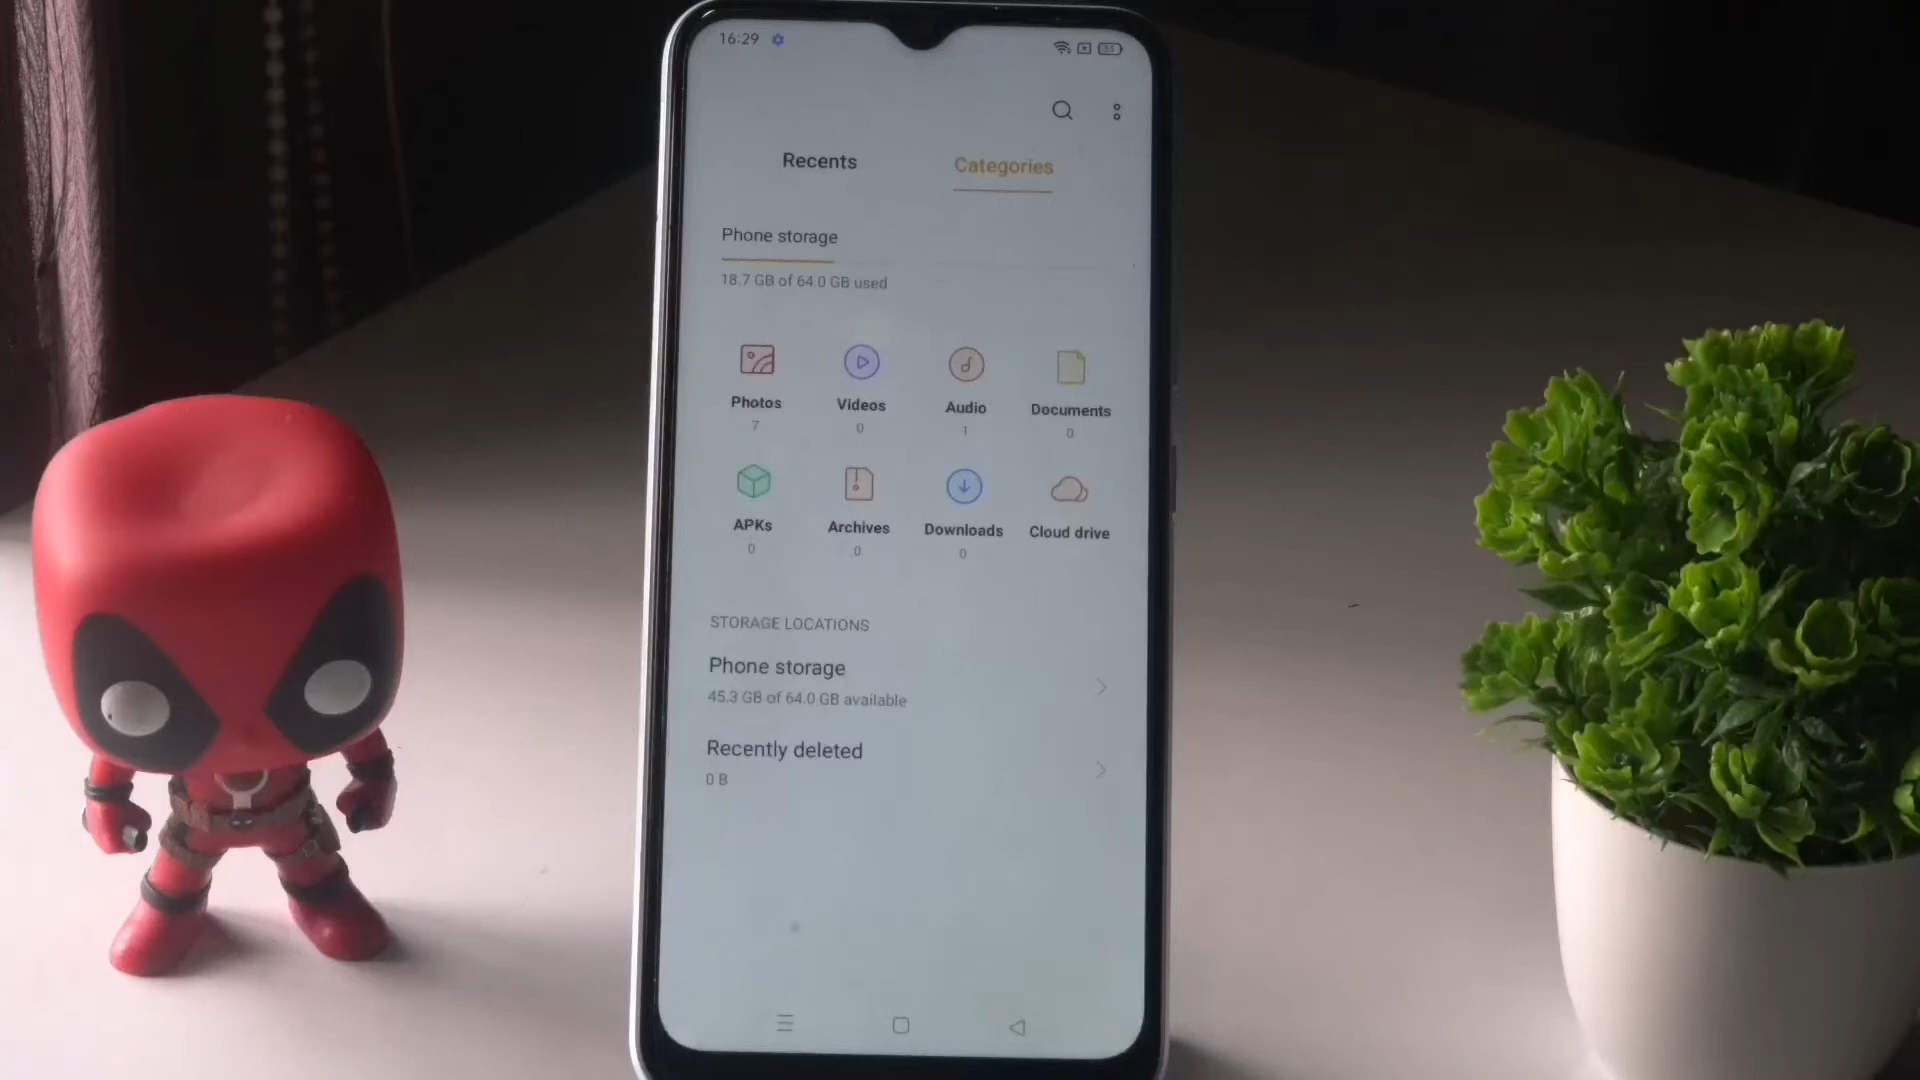 16:29
Recents Categories
Phone storage
18.7 GB of 64.0 GB used
Photos Videos Audio Documents
7 0 1 0
APKs Archives Downloads Cloud drive
0 0 0
STORAGE LOCATIONS
Phone storage
45.3 GB of 64.0 GB available
Recently deleted
0 B